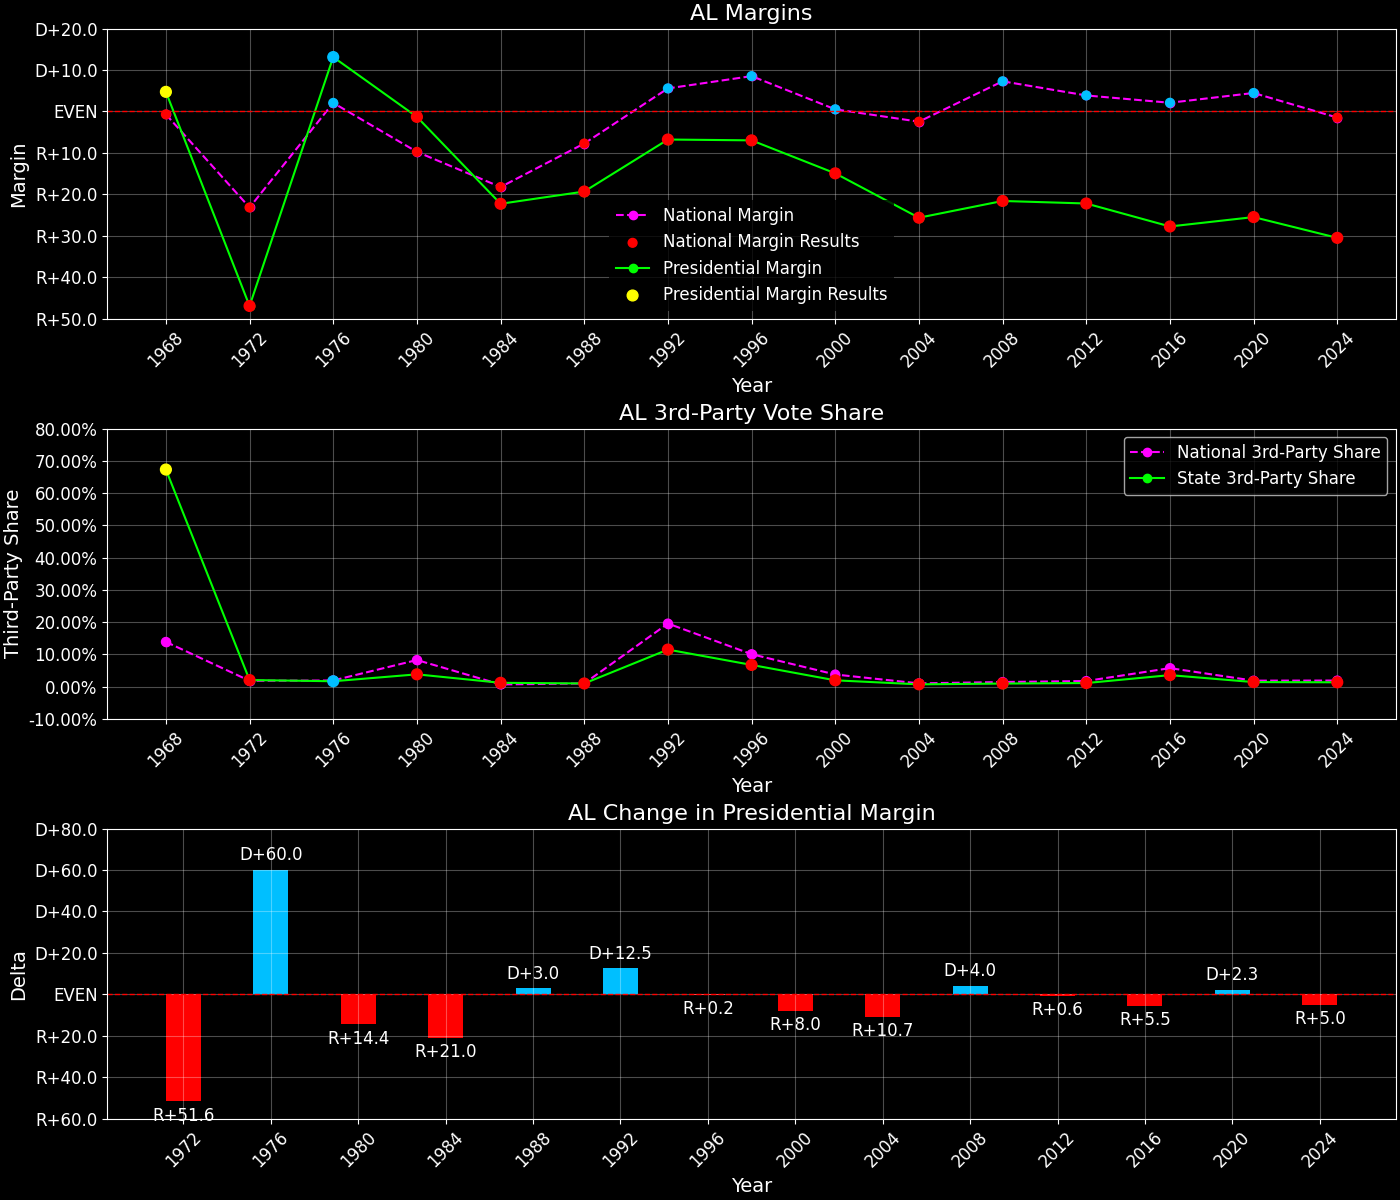 AL Margins
D+20.0
D+10.0
EVEN
R+10.0
R+20.0
R+30.0
R+40.0
R+50.0
Margin
National Margin
National Margin Results
Presidential Margin
Presidential Margin Results
1968 1972 1976 1980 1984 1988 1992 1996 2000 2004 2008 2012 2016 2020 2024
Year
AL 3rd-Party Vote Share
80.00%
70.00%
60.00%
50.00%
40.00%
30.00%
20.00%
10.00%
0.00%
-10.00%
Third-Party Share
National 3rd-Party Share
State 3rd-Party Share
1968 1972 1976 1980 1984 1988 1992 1996 2000 2004 2008 2012 2016 2020 2024
Year
AL Change in Presidential Margin
D+80.0
D+60.0
D+40.0
D+20.0
EVEN
R+20.0
R+40.0
R+60.0
Delta
R+51.6
D+60.0
R+14.4
R+21.0
D+3.0
D+12.5
R+0.2
R+8.0
R+10.7
D+4.0
R+0.6
R+5.5
D+2.3
R+5.0
1972 1976 1980 1984 1988 1992 1996 2000 2004 2008 2012 2016 2020 2024
Year